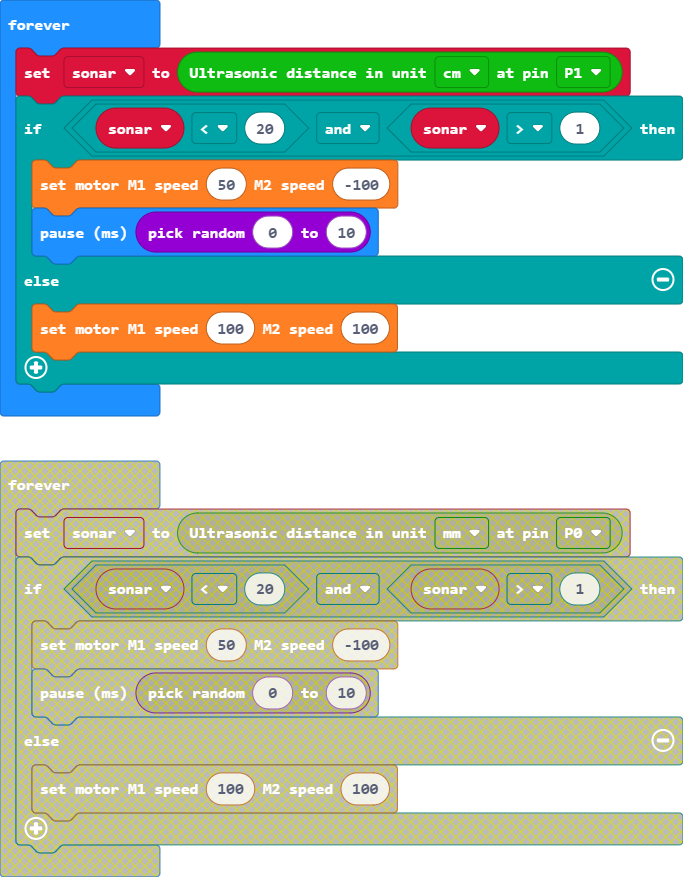 forever
set sonar to Ultrasonic distance in unit cm at pin P1
if sonar < 20 and sonar > 1 then
set motor M1 speed 50 M2 speed -100
pause (ms) pick random 0 to 10
else
set motor M1 speed 100 M2 speed 100
forever
set sonar to Ultrasonic distance in unit mm at pin P0
if sonar < 20 and sonar > 1 then
set motor M1 speed 50 M2 speed -100
pause (ms) pick random 0 to 10
else
set motor M1 speed 100 M2 speed 100